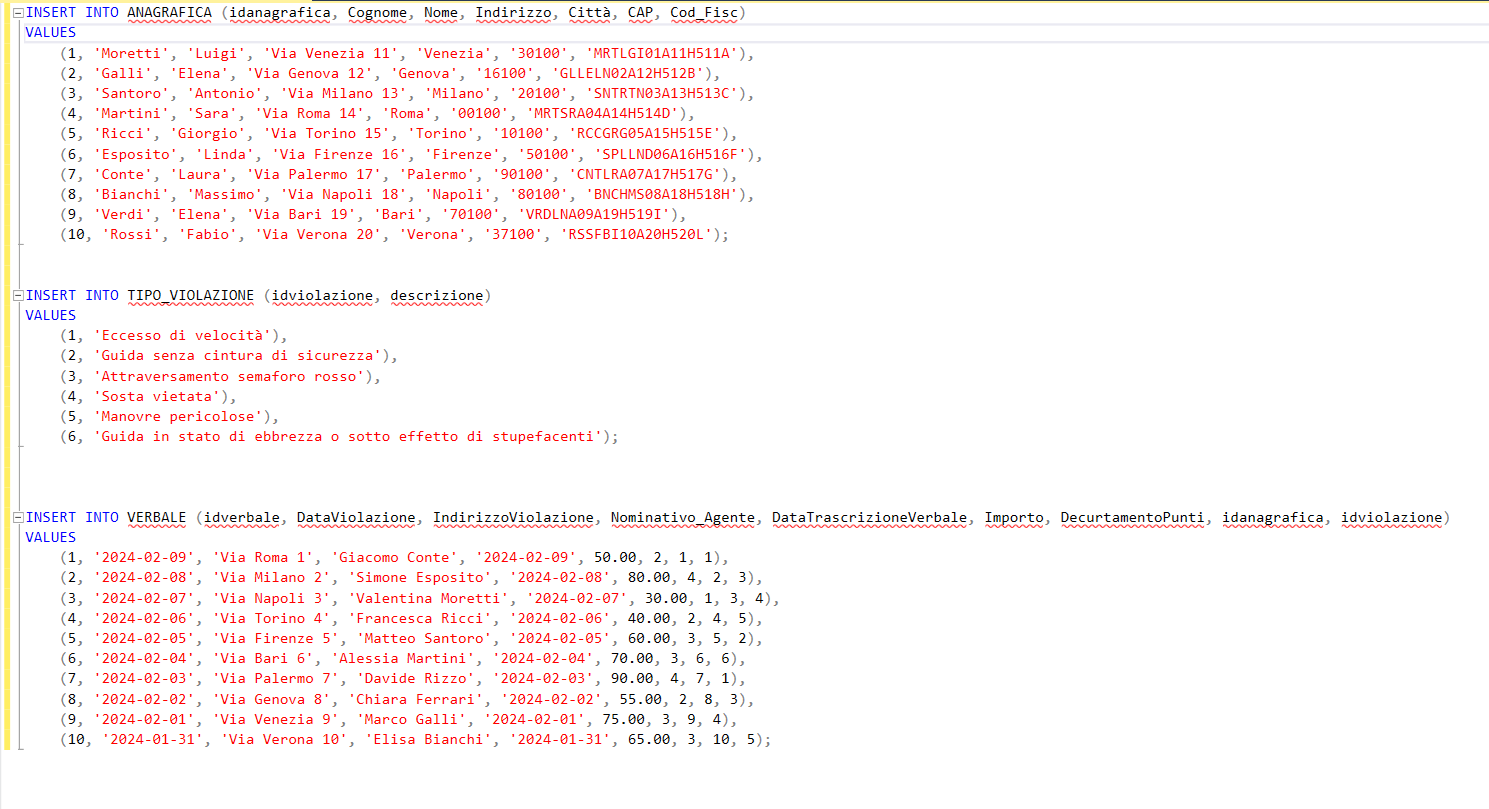 INSERT INTO ANAGRAFICA (idanagrafica, Cognome, Nome, Indirizzo, Città, CAP, Cod_Fisc)
VALUES
(1, 'Moretti', 'Luigi', 'Via Venezia 11', 'Venezia', '30100', 'MRTLGI01A11H511A'),
(2, 'Galli', 'Elena', 'Via Genova 12', 'Genova', '16100', 'GLLELN02A12H512B'),
(3, 'Santoro', 'Antonio', 'Via Milano 13', 'Milano', '20100', 'SNTRTN03A13H513C'),
(4, 'Martini', 'Sara', 'Via Roma 14', 'Roma', '00100', 'MRTSRA04A14H514D'),
(5, 'Ricci', 'Giorgio', 'Via Torino 15', 'Torino', '10100', 'RCCGRG05A15H515E'),
(6, 'Esposito', 'Linda', 'Via Firenze 16', 'Firenze', '50100', 'SPLLND06A16H516F'),
(7, 'Conte', 'Laura', 'Via Palermo 17', 'Palermo', '90100', 'CNTLRA07A17H517G'),
(8, 'Bianchi', 'Massimo', 'Via Napoli 18', 'Napoli', '80100', 'BNCHMS08A18H518H'),
(9, 'Verdi', 'Elena', 'Via Bari 19', 'Bari', '70100', 'VRDLNA09A19H519I'),
(10, 'Rossi', 'Fabio', 'Via Verona 20', 'Verona', '37100', 'RSSFBI10A20H520L');
INSERT INTO TIPO_VIOLAZIONE (idviolazione, descrizione)
VALUES
(1, 'Eccesso di velocità'),
(2, 'Guida senza cintura di sicurezza'),
(3, 'Attraversamento semaforo rosso'),
(4, 'Sosta vietata'),
(5, 'Manovre pericolose'),
(6, 'Guida in stato di ebbrezza o sotto effetto di stupefacenti');
INSERT INTO VERBALE (idverbale, DataViolazione, IndirizzoViolazione, Nominativo_Agente, DataTrascrizioneVerbale, Importo, DecurtamentoPunti, idanagrafica, idviolazione)
VALUES
(1, '2024-02-09', 'Via Roma 1', 'Giacomo Conte', '2024-02-09', 50.00, 2, 1, 1),
(2, '2024-02-08', 'Via Milano 2', 'Simone Esposito', '2024-02-08', 80.00, 4, 2, 3),
(3, '2024-02-07', 'Via Napoli 3', 'Valentina Moretti', '2024-02-07', 30.00, 1, 3, 4),
(4, '2024-02-06', 'Via Torino 4', 'Francesca Ricci', '2024-02-06', 40.00, 2, 4, 5),
(5, '2024-02-05', 'Via Firenze 5', 'Matteo Santoro', '2024-02-05', 60.00, 3, 5, 2),
(6, '2024-02-04', 'Via Bari 6', 'Alessia Martini', '2024-02-04', 70.00, 3, 6, 6),
(7, '2024-02-03', 'Via Palermo 7', 'Davide Rizzo', '2024-02-03', 90.00, 4, 7, 1),
(8, '2024-02-02', 'Via Genova 8', 'Chiara Ferrari', '2024-02-02', 55.00, 2, 8, 3),
(9, '2024-02-01', 'Via Venezia 9', 'Marco Galli', '2024-02-01', 75.00, 3, 9, 4),
(10, '2024-01-31', 'Via Verona 10', 'Elisa Bianchi', '2024-01-31', 65.00, 3, 10, 5);